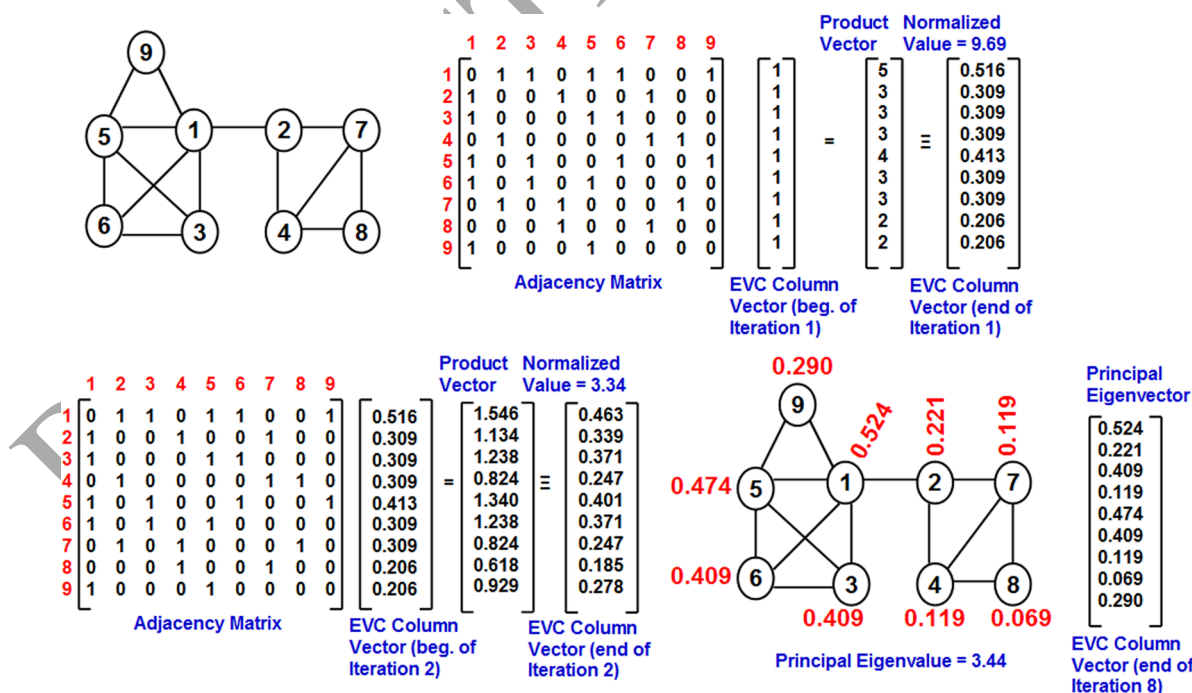 9
5 1 2 7
6 3 4 8
Product Normalized
Vector Value = 9.69
1 2 3 4 5 6 7 8 9
1 0 1 1 0 1 1 0 0 1 1 5 0.516
2 1 0 0 1 0 0 1 0 0 1 3 0.309
3 1 0 0 0 1 1 0 0 0 1 3 0.309
4 0 1 0 0 0 0 1 1 0 1 3 0.309
5 1 0 1 0 0 1 0 0 1 1 = 4 Ξ 0.413
6 1 0 1 0 1 0 0 0 0 1 3 0.309
7 0 1 0 1 0 0 0 1 0 1 3 0.309
8 0 0 0 1 0 0 1 0 0 1 2 0.206
9 1 0 0 0 1 0 0 0 0 1 2 0.206
Adjacency Matrix
EVC Column
Vector (beg. of
Iteration 1)
EVC Column
Vector (end of
Iteration 1)
Product Normalized
Vector Value = 3.34
1 2 3 4 5 6 7 8 9
1 0 1 1 0 1 1 0 0 1 0.516 1.546 0.463
2 1 0 0 1 0 0 1 0 0 0.309 1.134 0.339
3 1 0 0 0 1 1 0 0 0 0.309 1.238 0.371
4 0 1 0 0 0 0 1 1 0 0.309 = 0.824 Ξ 0.247
5 1 0 1 0 0 1 0 0 1 0.413 1.340 0.401
6 1 0 1 0 1 0 0 0 0 0.309 1.238 0.371
7 0 1 0 1 0 0 0 1 0 0.309 0.824 0.247
8 0 0 0 1 0 0 1 0 0 0.206 0.618 0.185
9 1 0 0 0 1 0 0 0 0 0.206 0.929 0.278
Adjacency Matrix
EVC Column
Vector (beg. of
Iteration 2)
EVC Column
Vector (end of
Iteration 2)
0.290
9
0.524 0.221 0.119
0.474 5 1 2 7
0.409 6 3 4 8
0.409 0.119 0.069
Principal Eigenvalue = 3.44
Principal
Eigenvector
0.524
0.221
0.409
0.119
0.474
0.409
0.119
0.069
0.290
EVC Column
Vector (end of
Iteration 8)